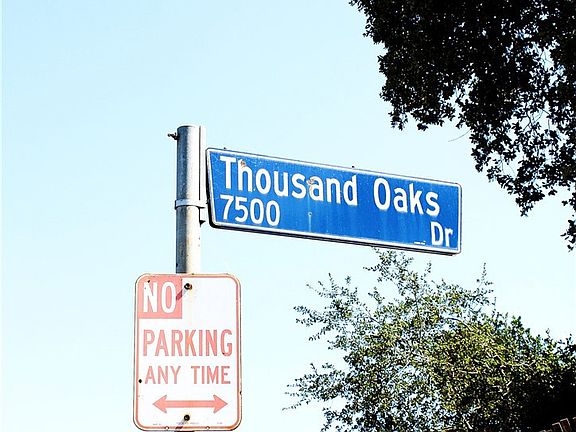 Thousand Oaks
7500 Dr
NO
PARKING
ANY TIME